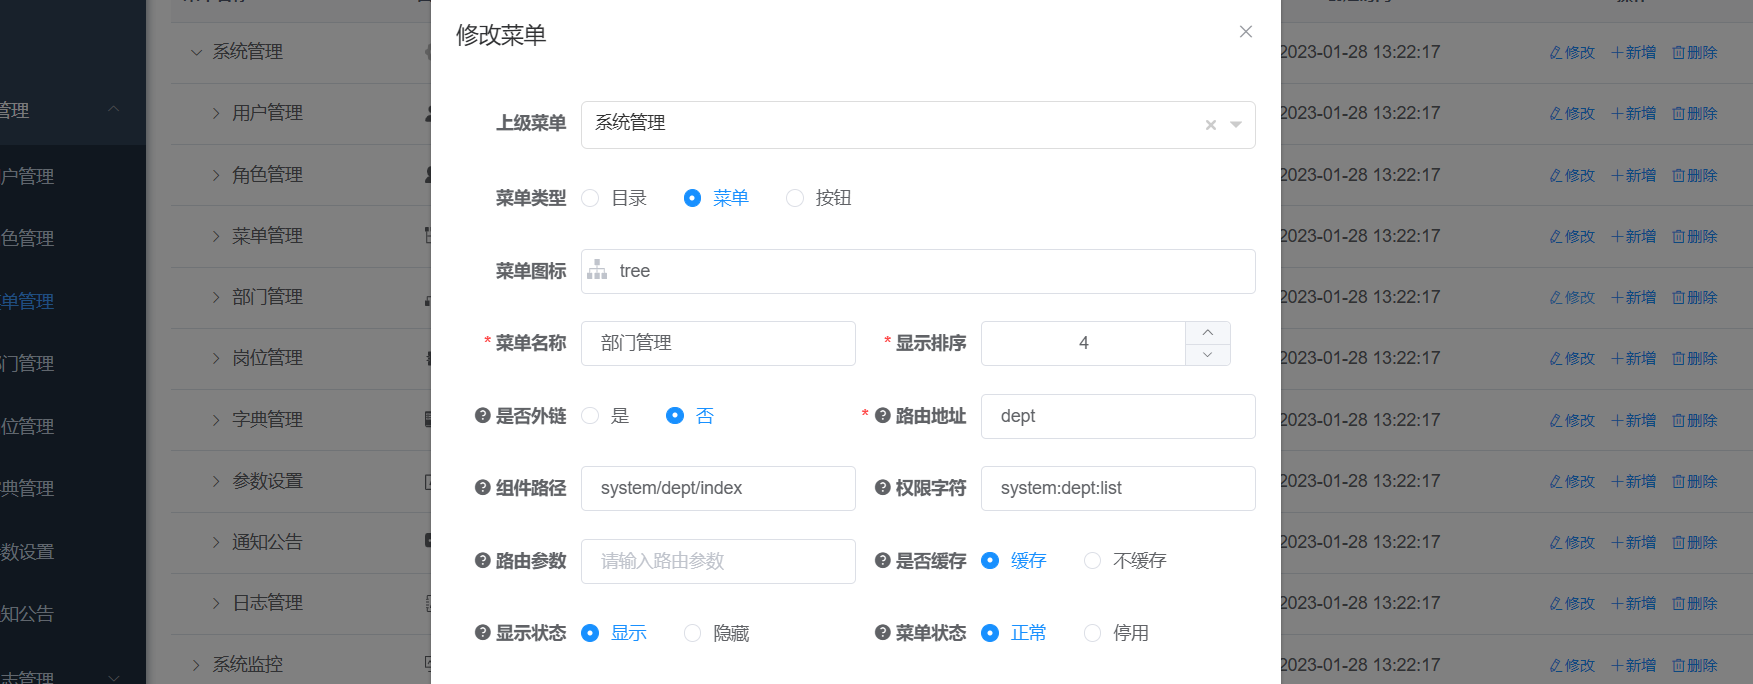 修改菜单
上级菜单 系统管理
菜单类型 目录 菜单 按钮
菜单图标 tree
* 菜单名称 部门管理 * 显示排序 4
是否外链 是 否 * 路由地址 dept
组件路径 system/dept/index 权限字符 system:dept:list
路由参数 请输入路由参数 是否缓存 缓存 不缓存
显示状态 显示 隐藏 菜单状态 正常 停用
管理
户管理
色管理
单管理
门管理
位管理
典管理
数设置
知公告
志管理
系统管理 2023-01-28 13:22:17 修改 新增 删除
用户管理 2023-01-28 13:22:17 修改 新增 删除
角色管理 2023-01-28 13:22:17 修改 新增 删除
菜单管理 2023-01-28 13:22:17 修改 新增 删除
部门管理 2023-01-28 13:22:17 修改 新增 删除
岗位管理 2023-01-28 13:22:17 修改 新增 删除
字典管理 2023-01-28 13:22:17 修改 新增 删除
参数设置 2023-01-28 13:22:17 修改 新增 删除
通知公告 2023-01-28 13:22:17 修改 新增 删除
日志管理 2023-01-28 13:22:17 修改 新增 删除
系统监控 2023-01-28 13:22:17 修改 新增 删除